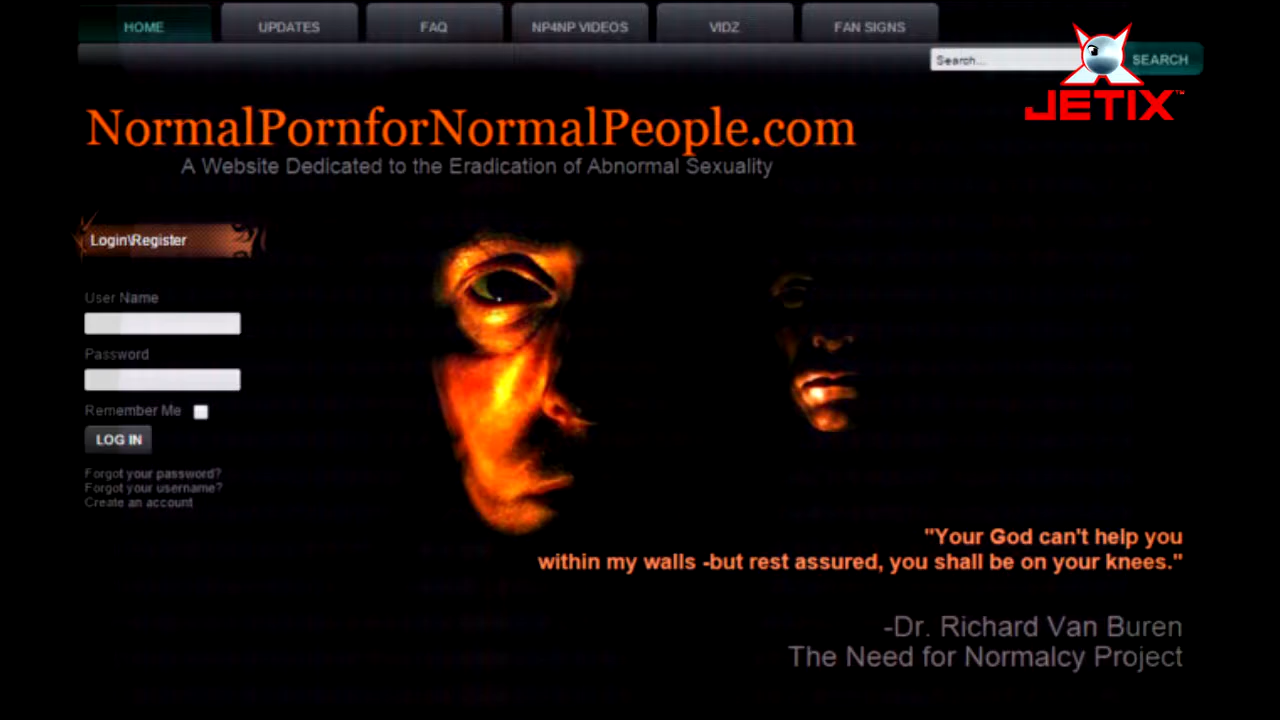 HOME UPDATES FAQ NP4NP VIDEOS VIDZ FAN SIGNS
Search... SEARCH
JETIX™
NormalPornforNormalPeople.com
A Website Dedicated to the Eradication of Abnormal Sexuality
Login\Register
User Name
Password
Remember Me
LOG IN
Forgot your password?
Forgot your username?
Create an account
"Your God can't help you
within my walls -but rest assured, you shall be on your knees."
-Dr. Richard Van Buren
The Need for Normalcy Project